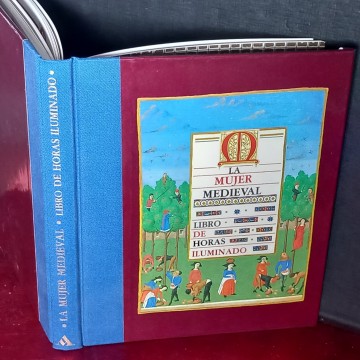 LA MUJER MEDIEVAL • LIBRO DE HORAS ILUMINADO
M
LA
MUJER
MEDIEVAL
LIBRO
DE
HORAS
ILUMINADO